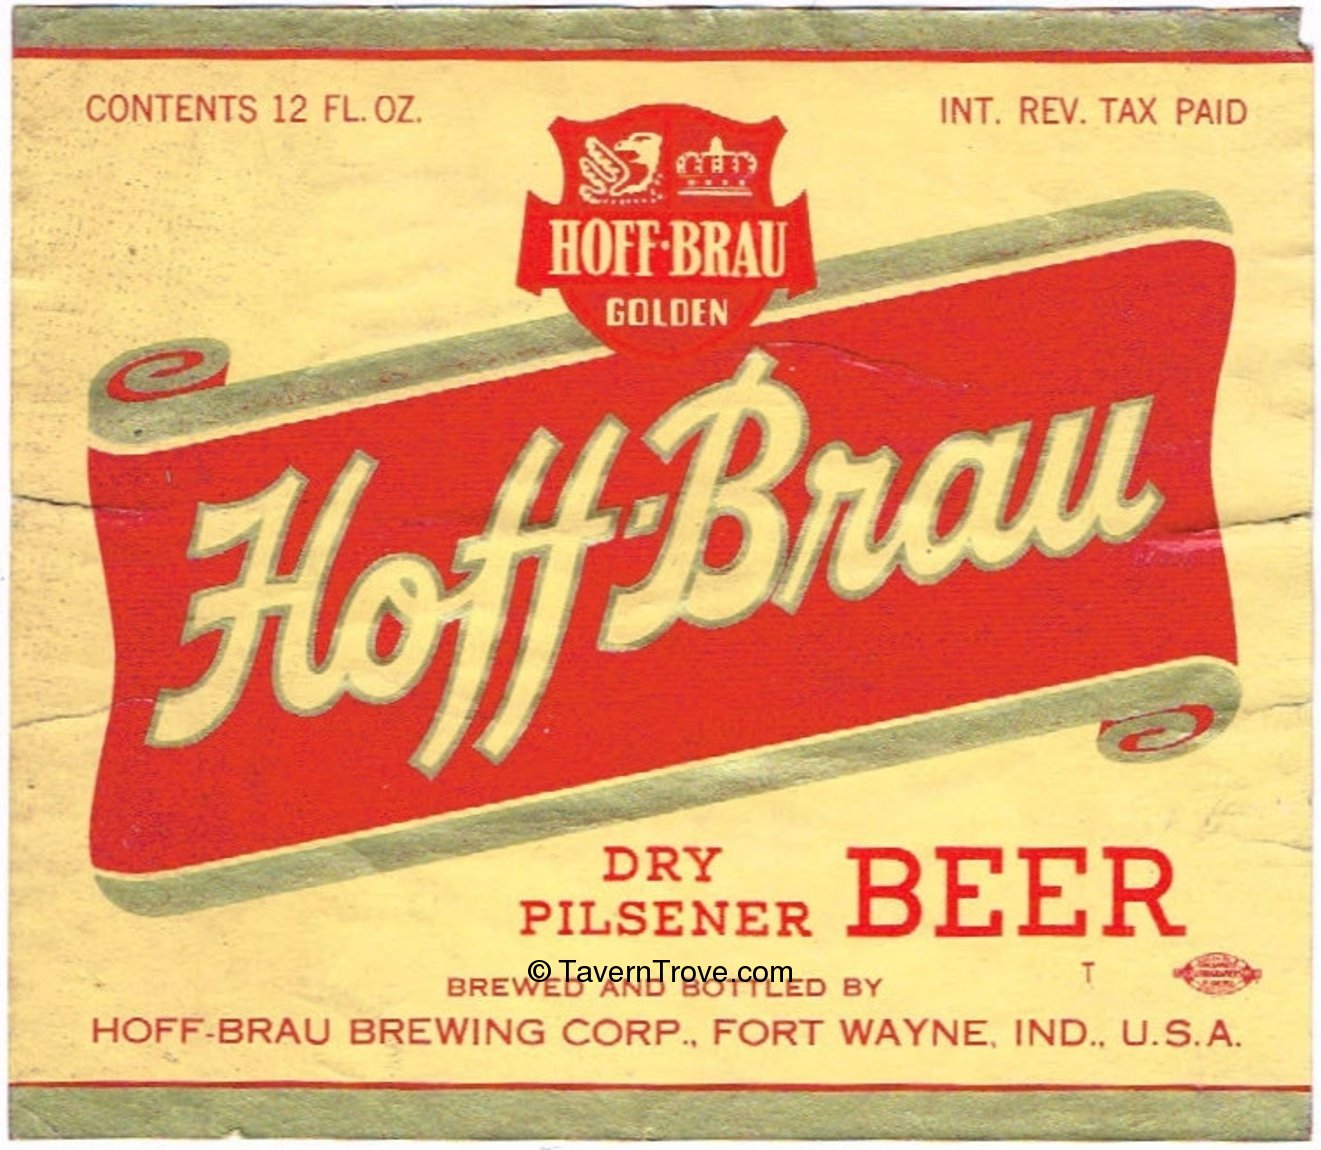 CONTENTS 12 FL. OZ.
INT. REV. TAX PAID
HOFF·BRAU
GOLDEN
Hoff-Brau
DRY
PILSENER
BEER
T
© TavernTrove.com
BREWED AND BOTTLED BY
HOFF-BRAU BREWING CORP., FORT WAYNE, IND., U.S.A.